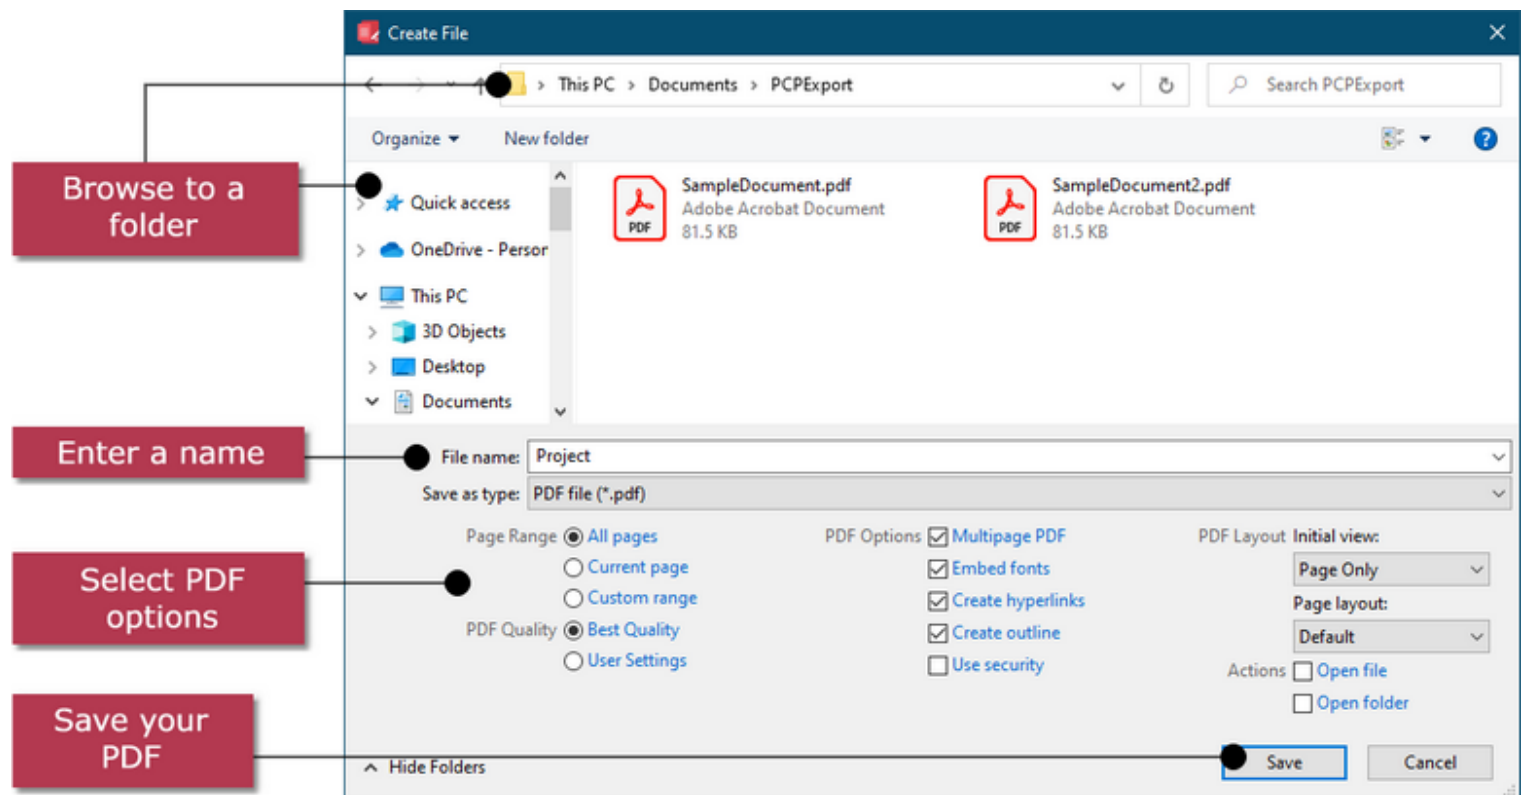 Create File
This PC > Documents > PCPExport
Search PCPExport
Organize
New folder
?
Browse to a
folder
Quick access
OneDrive - Person
This PC
3D Objects
Desktop
Documents
SampleDocument.pdf
Adobe Acrobat Document
81.5 KB
PDF
SampleDocument2.pdf
Adobe Acrobat Document
81.5 KB
PDF
Enter a name
File name: Project
Save as type: PDF file (*.pdf)
Select PDF
options
Page Range All pages
Current page
Custom range
PDF Quality Best Quality
User Settings
PDF Options Multipage PDF
Embed fonts
Create hyperlinks
Create outline
Use security
PDF Layout Initial view:
Page Only
Page layout:
Default
Actions Open file
Open folder
Save your
PDF
Hide Folders
Save
Cancel